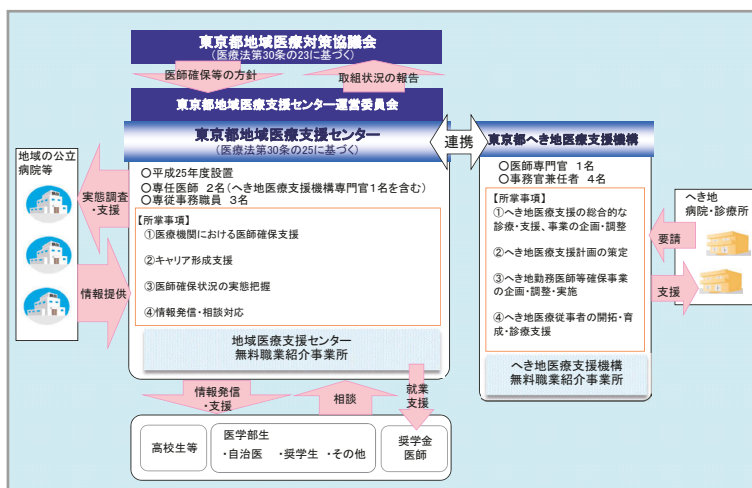 東京都地域医療対策協議会
(医療法第30条の23に基づく)
医師確保等の方針
取組状況の報告
東京都地域医療支援センター運営委員会
東京都地域医療支援センター
(医療法第30条の25に基づく)
〇平成25年度設置
〇専任医師 2名(へき地医療支援機構専門官1名を含む)
〇専従事務職員 3名
【所掌事項】
①医療機関における医師確保支援
②キャリア形成支援
③医師確保状況の実態把握
④情報発信・相談対応
地域医療支援センター
無料職業紹介事業所
地域の公立
病院等
実態調査
・支援
情報提供
連携
東京都へき地医療支援機構
〇医師専門官 1名
〇事務官兼任者 4名
【所掌事項】
①へき地医療支援の総合的な
診療・支援、事業の企画・調整
②へき地医療支援計画の策定
③へき地勤務医師等確保事業
の企画・調整・実施
④へき地医療従事者の開拓・育
成・診療支援
へき地医療支援機構
無料職業紹介事業所
へき地
病院・診療所
要請
支援
情報発信
・支援
相談
就業
支援
高校生等
医学部生
・自治医 ・奨学生 ・その他
奨学金
医師